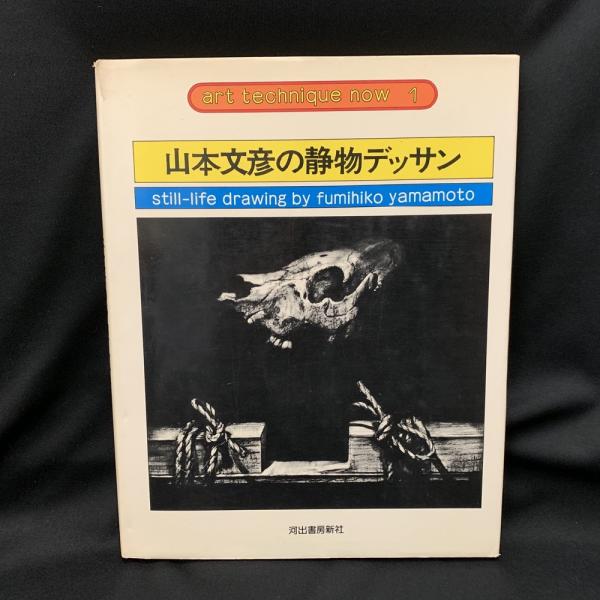 art technique now 1
山本文彦の静物デッサン
still-life drawing by fumihiko yamamoto
河出書房新社